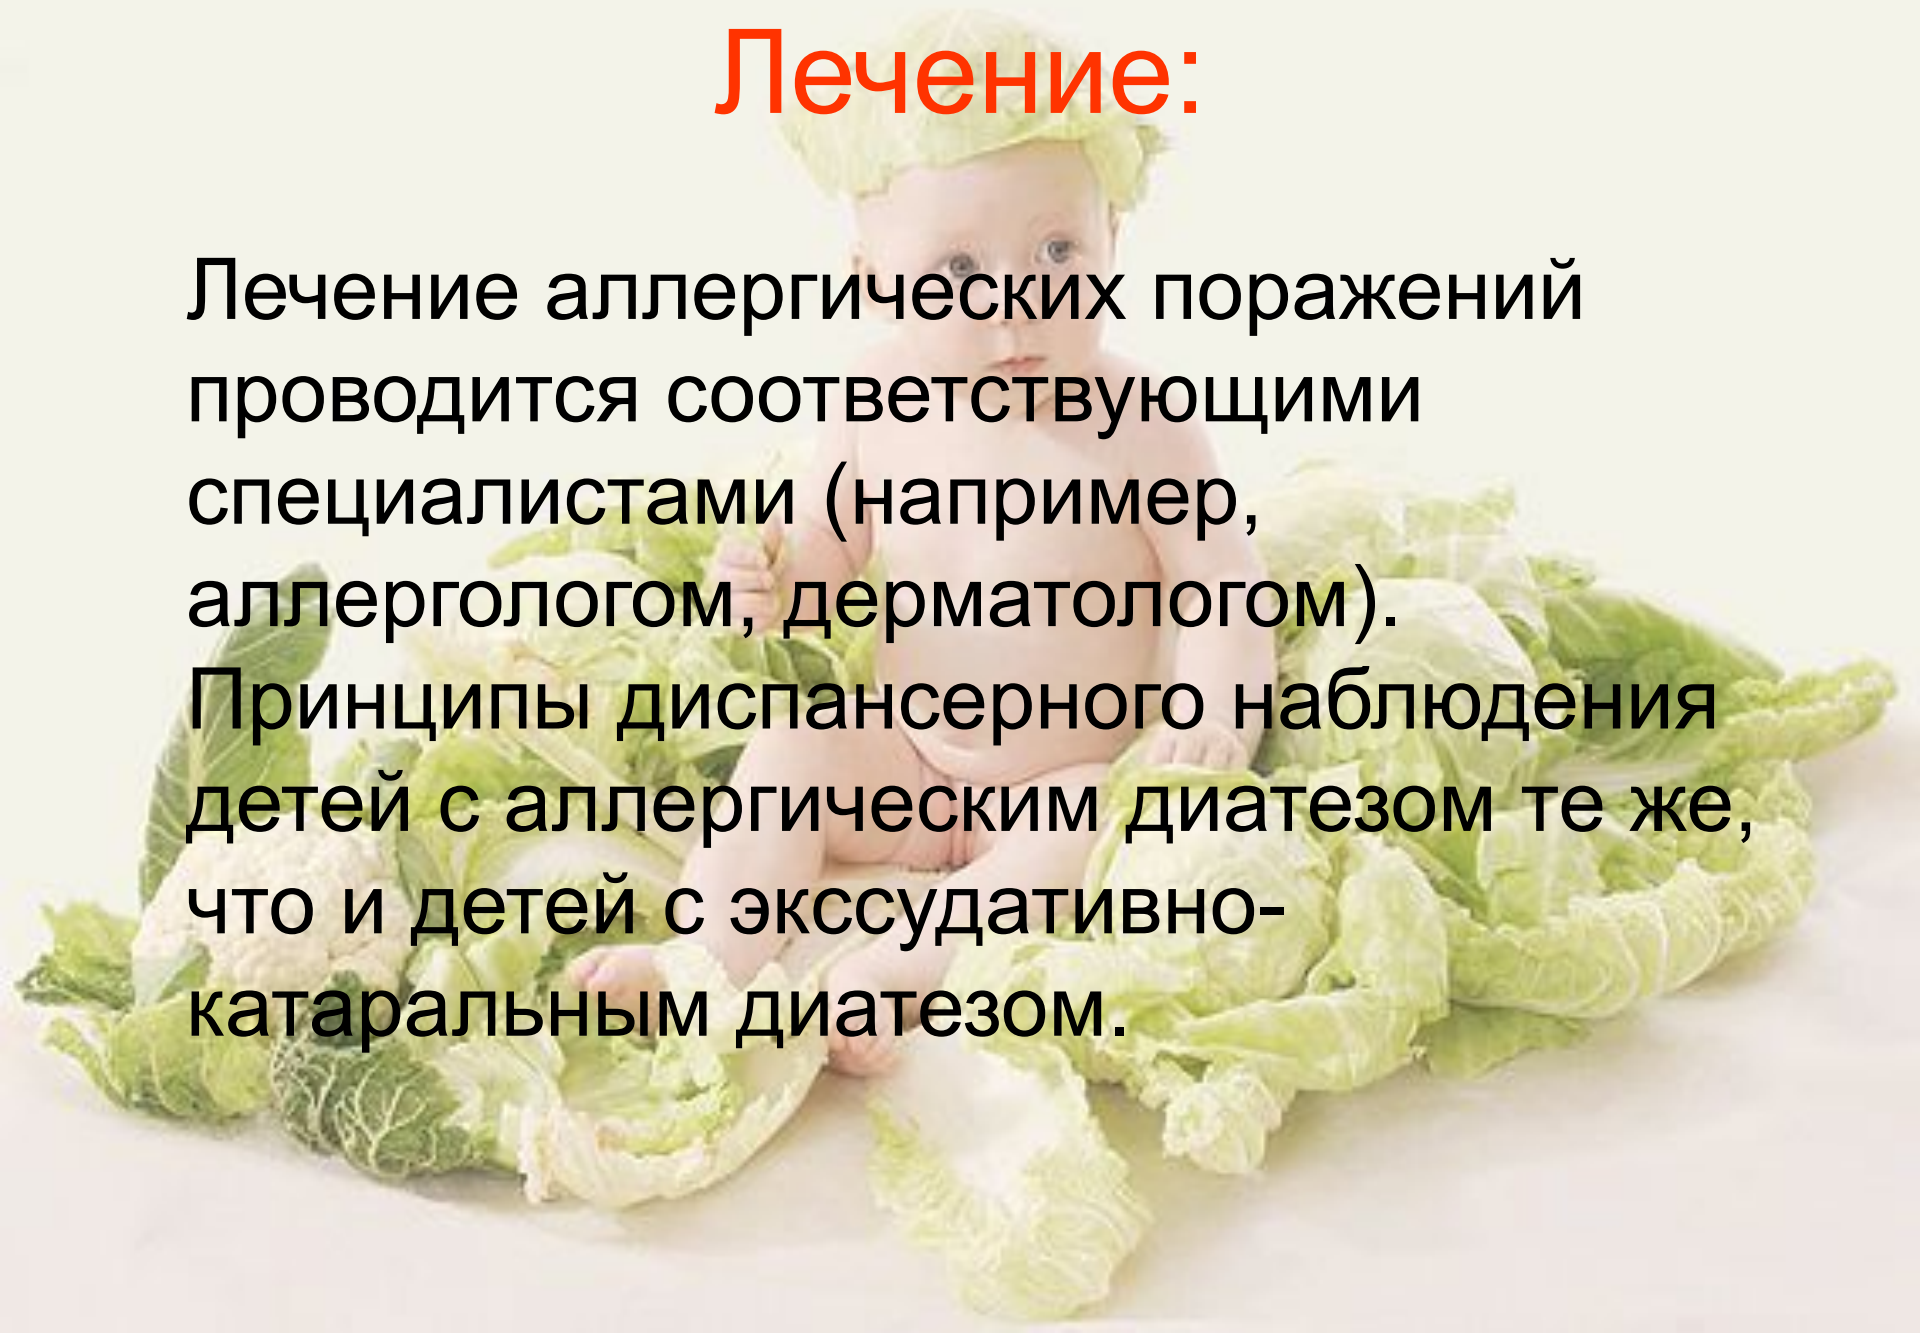 Лечение:
Лечение аллергических поражений
проводится соответствующими
специалистами (например,
аллергологом, дерматологом).
Принципы диспансерного наблюдения
детей с аллергическим диатезом те же,
что и детей с экссудативно-
катаральным диатезом.